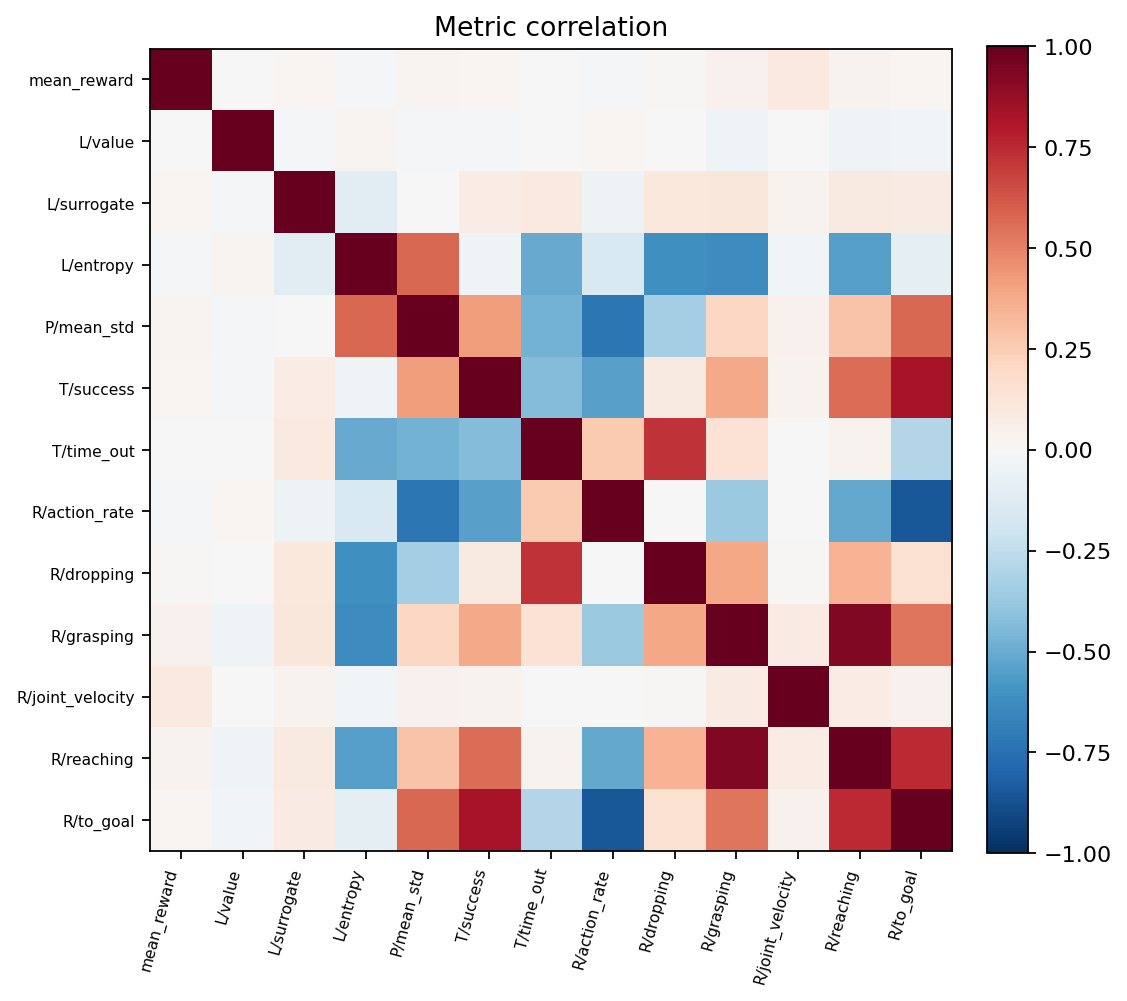 Metric correlation
mean_reward
L/value
L/surrogate
L/entropy
P/mean_std
T/success
T/time_out
R/action_rate
R/dropping
R/grasping
R/joint_velocity
R/reaching
R/to_goal
mean_reward
L/value
L/surrogate
L/entropy
P/mean_std
T/success
T/time_out
R/action_rate
R/dropping
R/grasping
R/joint_velocity
R/reaching
R/to_goal
1.00
0.75
0.50
0.25
0.00
−0.25
−0.50
−0.75
−1.00